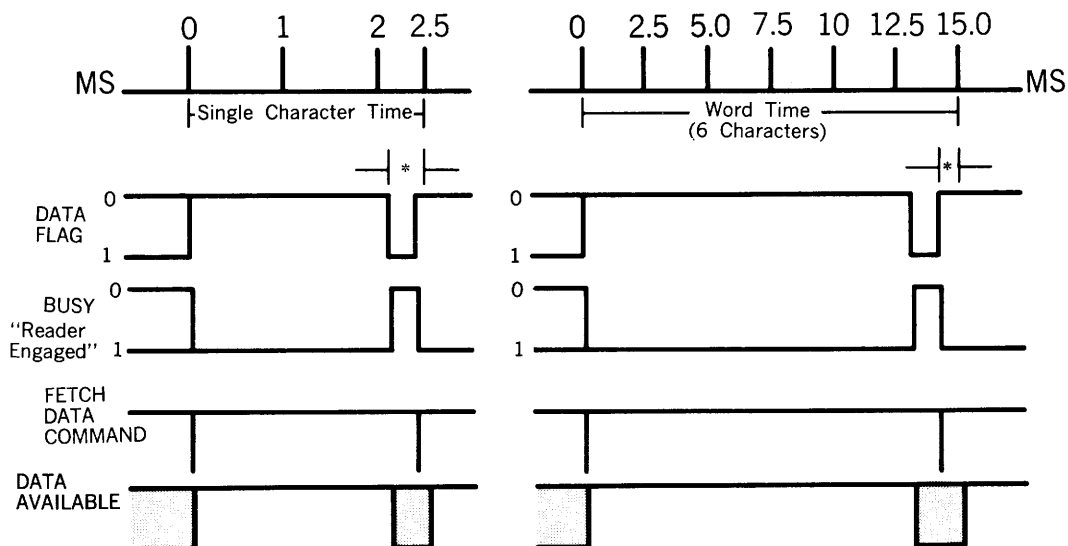 0 1 2 2.5
MS
Single Character Time
0 2.5 5.0 7.5 10 12.5 15.0
MS
Word Time
(6 Characters)
*
*
DATA
FLAG
0
1
0
1
BUSY
"Reader
Engaged"
0
1
0
1
FETCH
DATA
COMMAND
DATA
AVAILABLE